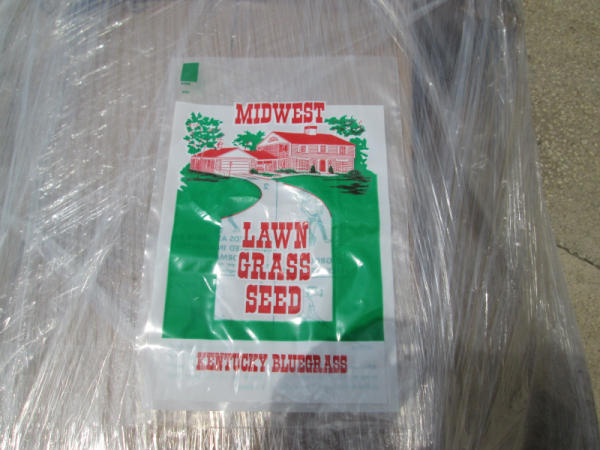 MIDWEST
LAWN
GRASS
SEED
KENTUCKY BLUEGRASS